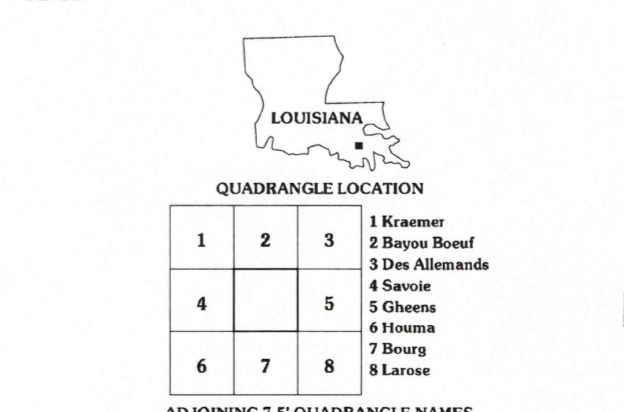 LOUISIANA
QUADRANGLE LOCATION
1 2 3
4 5
6 7 8
1 Kraemer
2 Bayou Boeuf
3 Des Allemands
4 Savoie
5 Gheens
6 Houma
7 Bourg
8 Larose
ADJOINING 7.5' QUADRANGLE NAMES